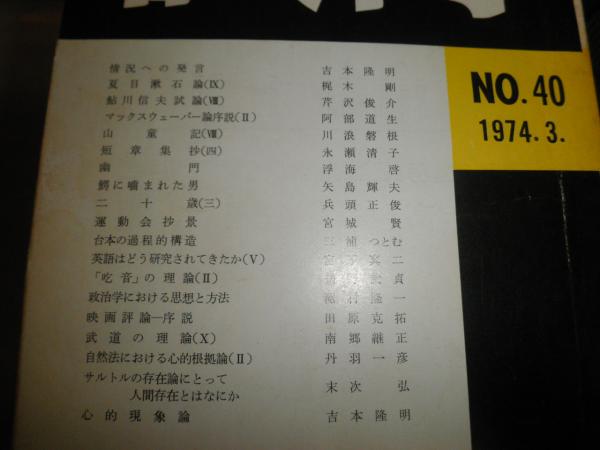 情況への発言 吉本隆明
夏目漱石論(Ⅸ) 梶木剛
鮎川信夫試論(Ⅷ) 芹沢俊介
マックスウェーバー論序説(Ⅱ) 阿部道生
山童記(Ⅷ) 川浪磐根
短章集抄(四) 永瀬清子
幽門 浮海啓
鰐に嚙まれた男 矢島輝夫
二十歳(三) 兵頭正俊
運動会抄景 宮城賢
台本の過程的構造 三浦つとむ
英語はどう研究されてきたか(Ⅴ) 宮下 二
「吃音」の理論(Ⅱ) 貞
政治学における思想と方法 隆一
映画評論―序説 田原克拓
武道の理論(Ⅹ) 南郷継正
自然法における心的根拠論(Ⅱ) 丹羽一彦
サルトルの存在論にとって
人間存在とはなにか 末次弘
心的現象論 吉本隆明
NO. 40
1974. 3.